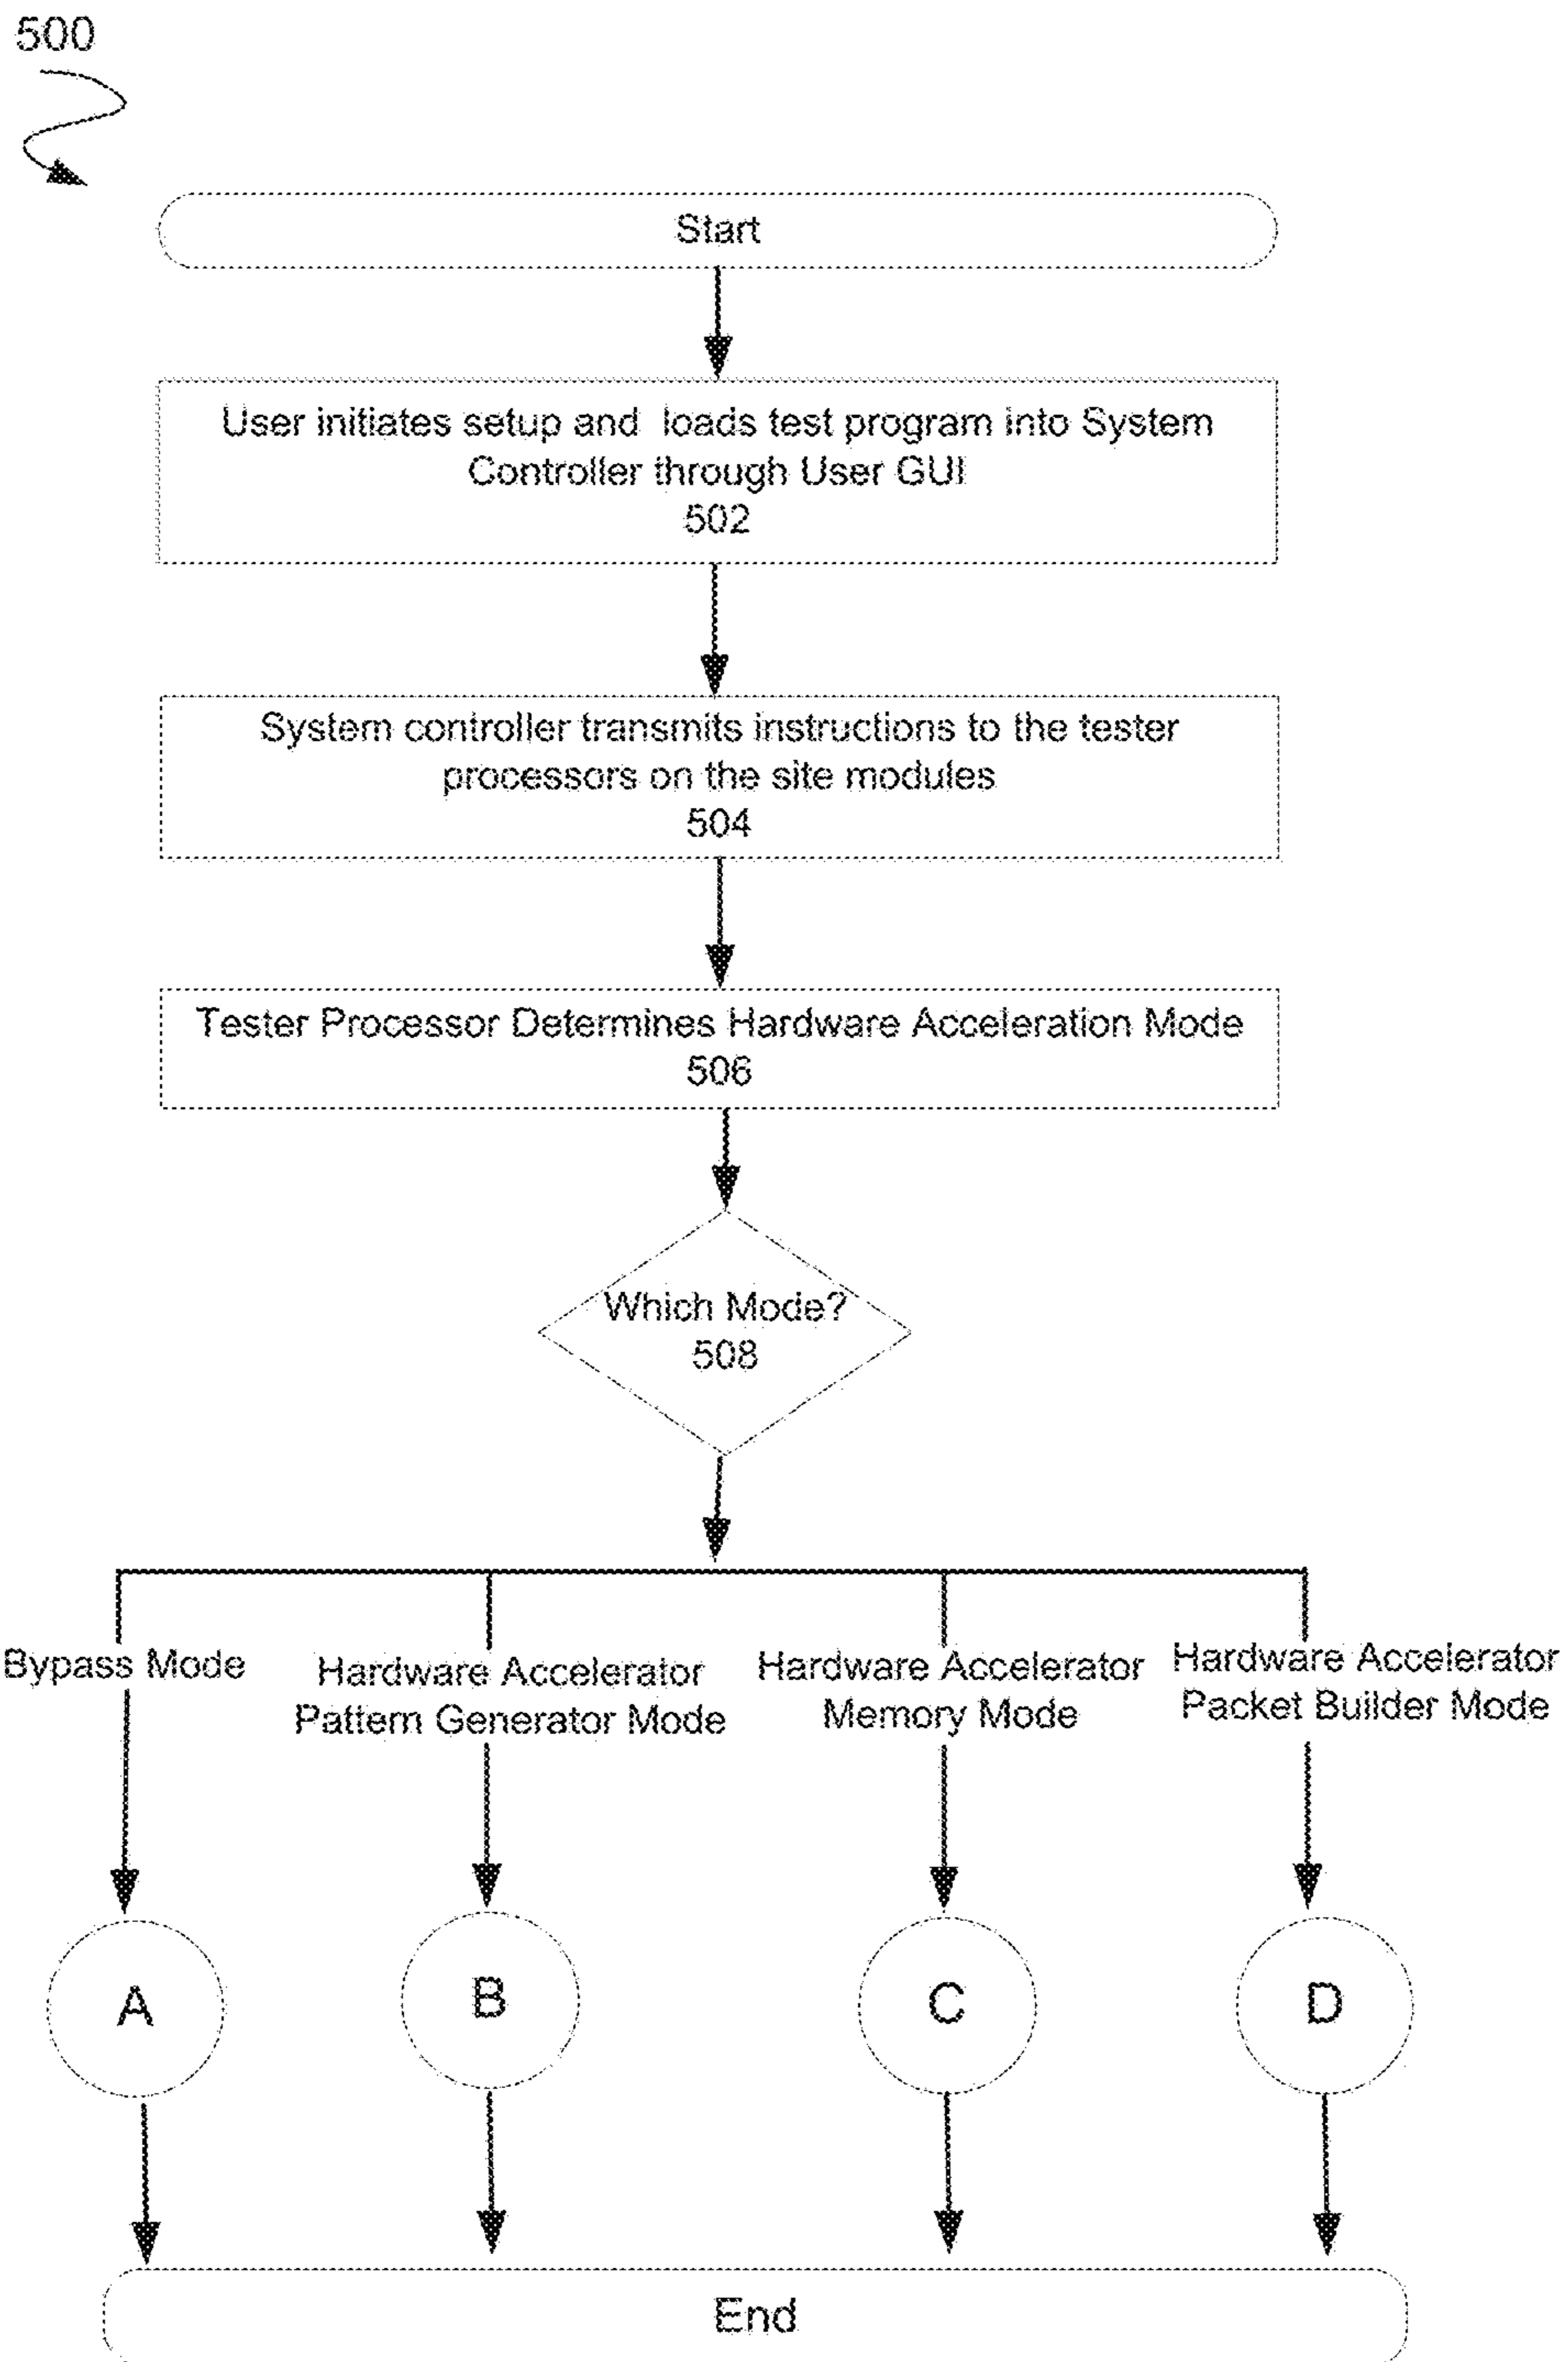 500
Start
User initiates setup and loads test program into System
Controller through User GUI
502
System controller transmits instructions to the tester
processors on the site modules
504
Tester Processor Determines Hardware Acceleration Mode
506
Which Mode?
508
Bypass Mode
Hardware Accelerator
Pattern Generator Mode
Hardware Accelerator
Memory Mode
Hardware Accelerator
Packet Builder Mode
A
B
C
D
End